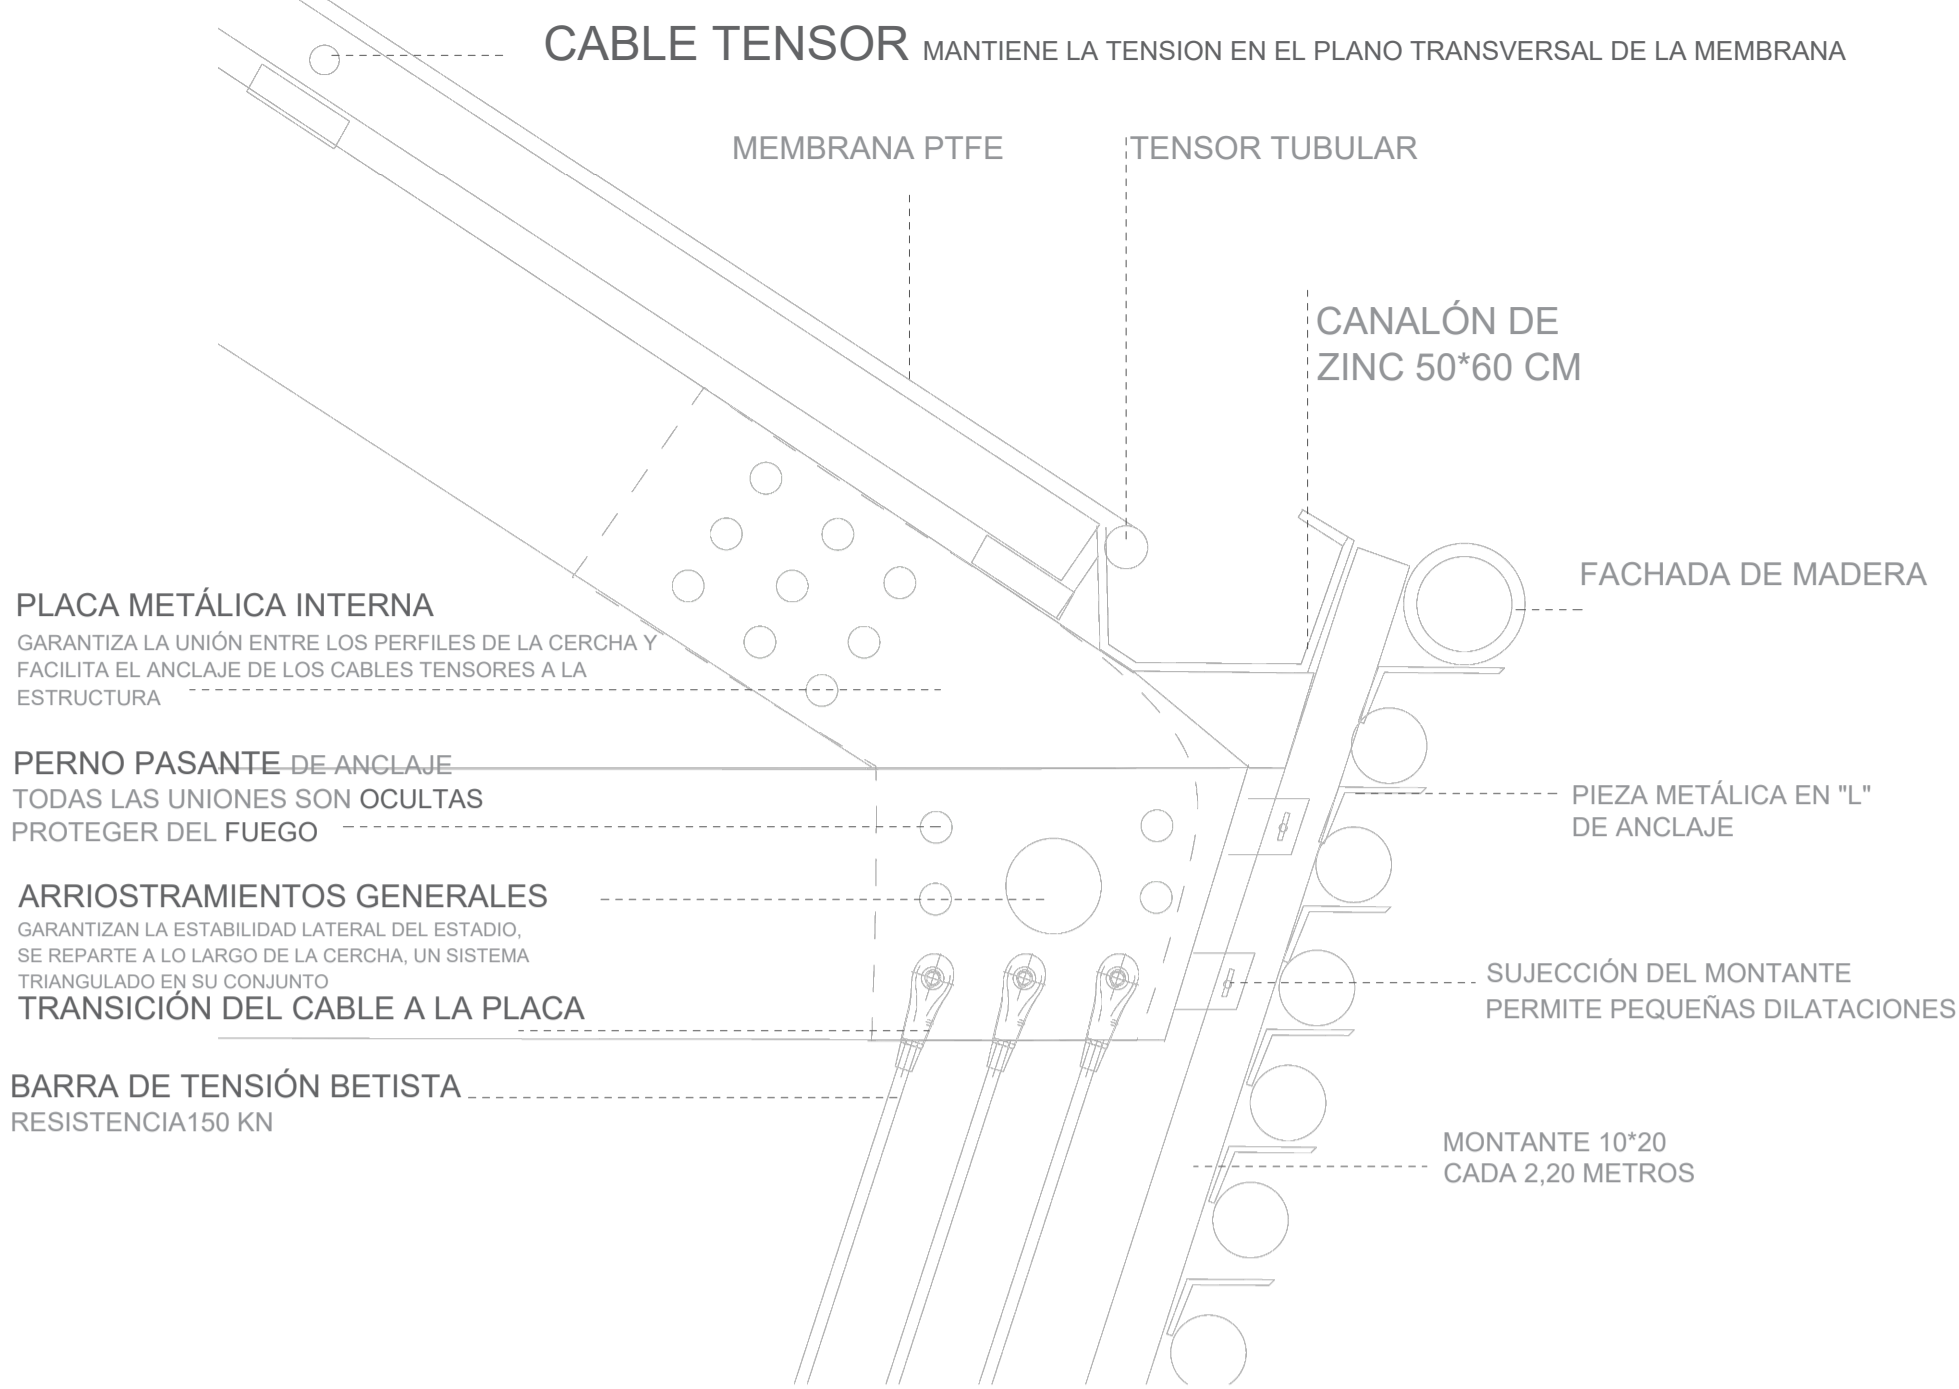 CABLE TENSOR MANTIENE LA TENSION EN EL PLANO TRANSVERSAL DE LA MEMBRANA
MEMBRANA PTFE
TENSOR TUBULAR
CANALÓN DE
ZINC 50*60 CM
FACHADA DE MADERA
PLACA METÁLICA INTERNA
GARANTIZA LA UNIÓN ENTRE LOS PERFILES DE LA CERCHA Y
FACILITA EL ANCLAJE DE LOS CABLES TENSORES A LA
ESTRUCTURA
PERNO PASANTE DE ANCLAJE
TODAS LAS UNIONES SON OCULTAS
PROTEGER DEL FUEGO
PIEZA METÁLICA EN "L"
DE ANCLAJE
ARRIOSTRAMIENTOS GENERALES
GARANTIZAN LA ESTABILIDAD LATERAL DEL ESTADIO,
SE REPARTE A LO LARGO DE LA CERCHA, UN SISTEMA
TRIANGULADO EN SU CONJUNTO
TRANSICIÓN DEL CABLE A LA PLACA
SUJECCIÓN DEL MONTANTE
PERMITE PEQUEÑAS DILATACIONES
BARRA DE TENSIÓN BETISTA
RESISTENCIA150 KN
MONTANTE 10*20
CADA 2,20 METROS